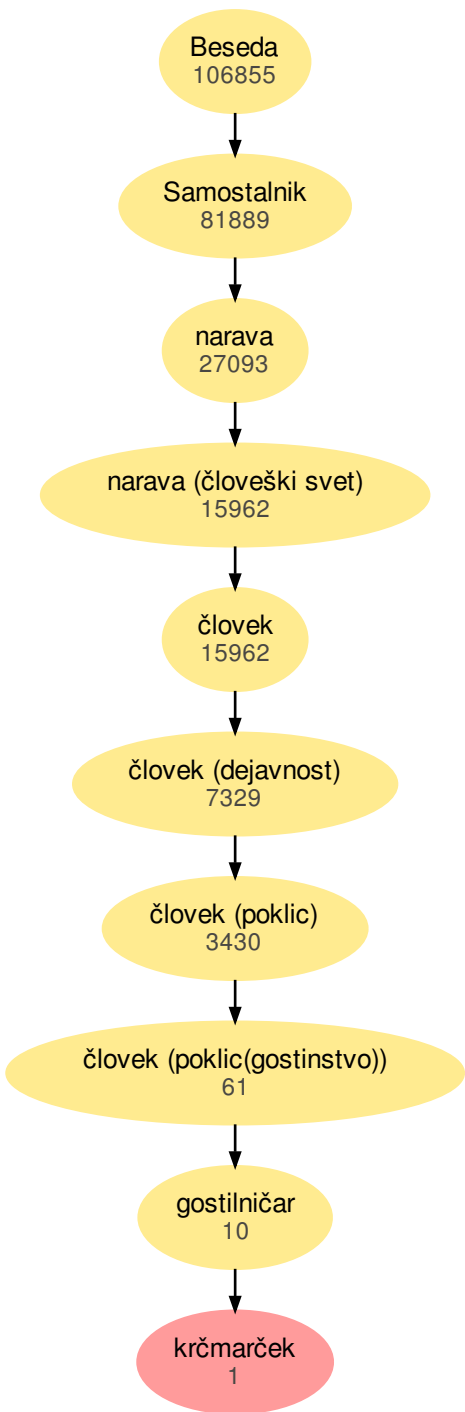 Beseda
106855
Samostalnik
81889
narava
27093
narava (človeški svet)
15962
človek
15962
človek (dejavnost)
7329
človek (poklic)
3430
človek (poklic(gostinstvo))
61
gostilničar
10
krčmarček
1